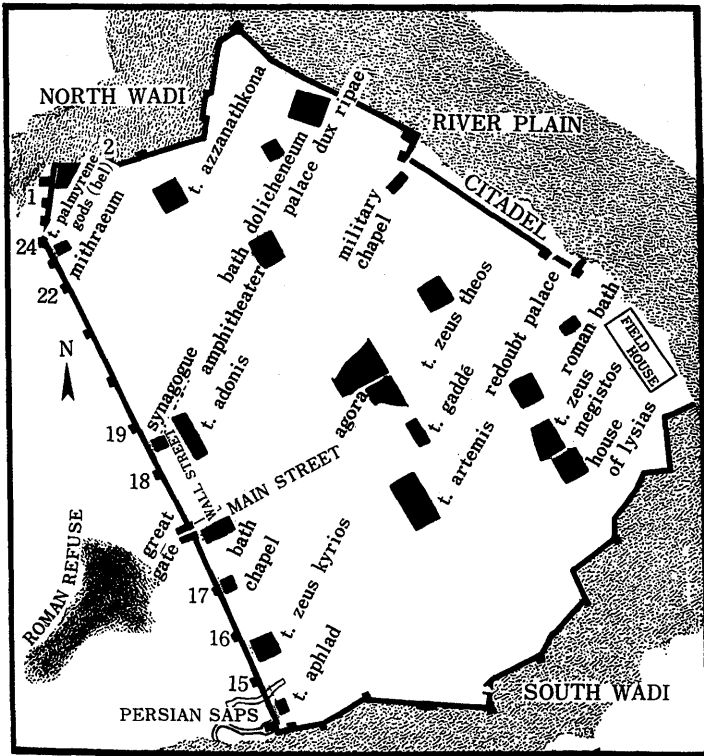 NORTH WADI
RIVER PLAIN
CITADEL
t. azzanathkona
bath
dolicheneum
palace dux ripae
military
chapel
1
2
t. palmyrene
gods (bel)
mithraeum
24
22
N
amphitheater
t. zeus theos
redoubt palace
roman bath
FIELD
HOUSE
synagogue
t. adonis
agora
t. gaddé
t. artemis
t. zeus
megistos
house
of lysias
19
18
WALL STREET
MAIN STREET
great
gate
bath
chapel
ROMAN REFUSE
17
t. zeus kyrios
16
15
t. aphlad
PERSIAN SAPS
SOUTH WADI